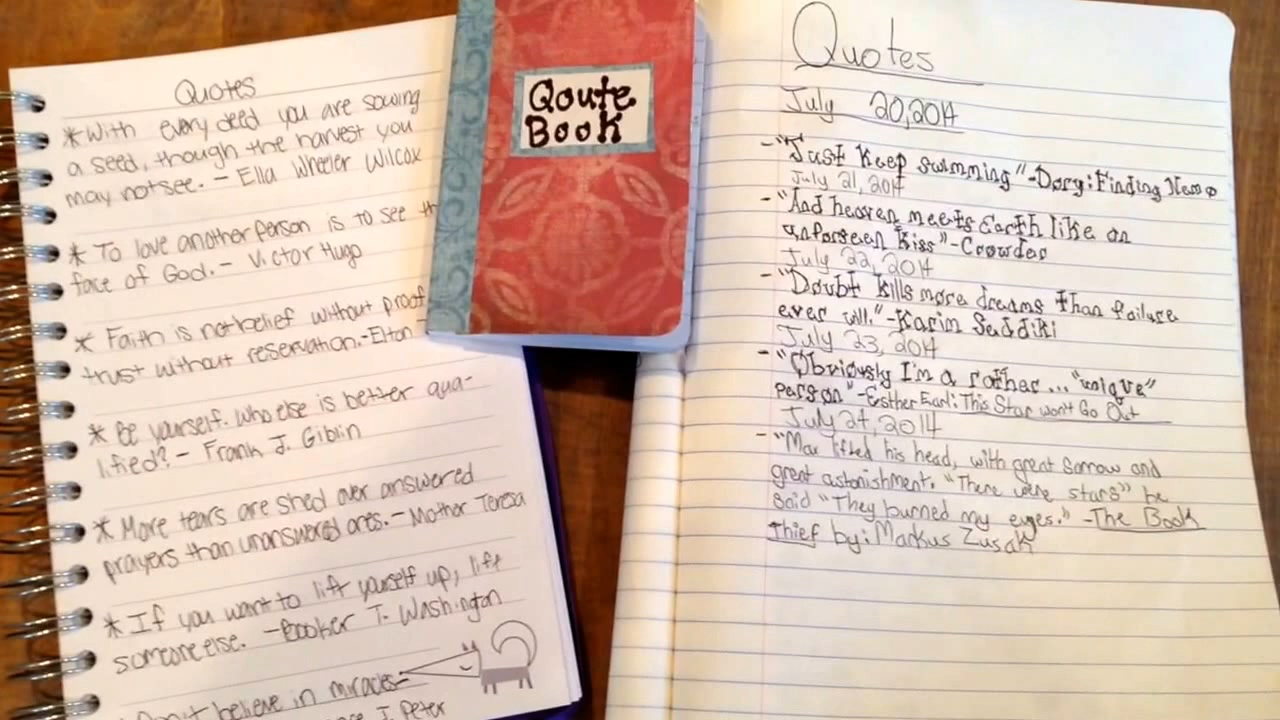 Quotes
*With every deed you are sowing
a seed, though the harvest you
may not see. - Ella Wheeler Wilcox
* To love another person is to see th
face of God. - Victor Hugo
* Faith is not belief without proof
trust without reservation.-Elton
* Be yourself. Who else is better qua-
lified? - Frank J. Giblin
* More tears are shed over answered
prayers than unanswered ones. - Mother Teresa
* If you want to lift yourself up, lift
someone else. -Booker T. Washington
believe in miracles-
J. Peter
Qoute
Book
Quotes
July 20,2014
-"Just Keep swimming"-Dory:Finding Nemo
July 21, 2014
-"And heaven meets Earth like an
unforseen kiss"-Crowder
July 22, 2014
-"Doubt kills more dreams than failure
ever will."-Karim Seddiki
July 23, 2014
-"Obviously I'm a rather... "unique"
person"-Esther Earl: This Star won't Go Out
July 24, 2014
-"Max lifted his head, with great sorrow and
great astonishment. "There were stars" he
said "They burned my eyes." -The Book
Thief by: Markus Zusak